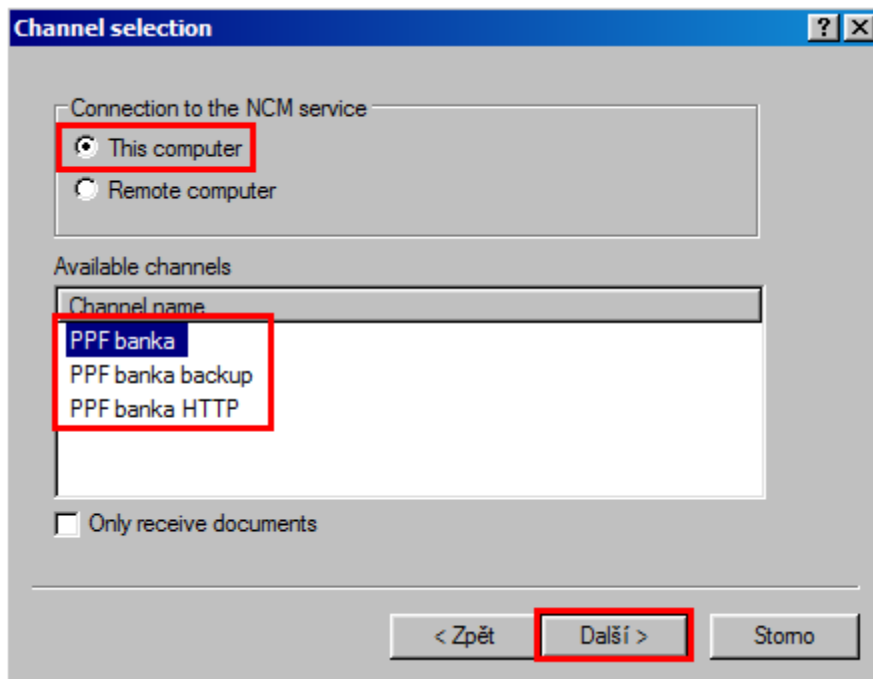 Channel selection
Connection to the NCM service
This computer
Remote computer
Available channels
Channel name
PPF banka
PPF banka backup
PPF banka HTTP
Only receive documents
< Zpět Další > Storno